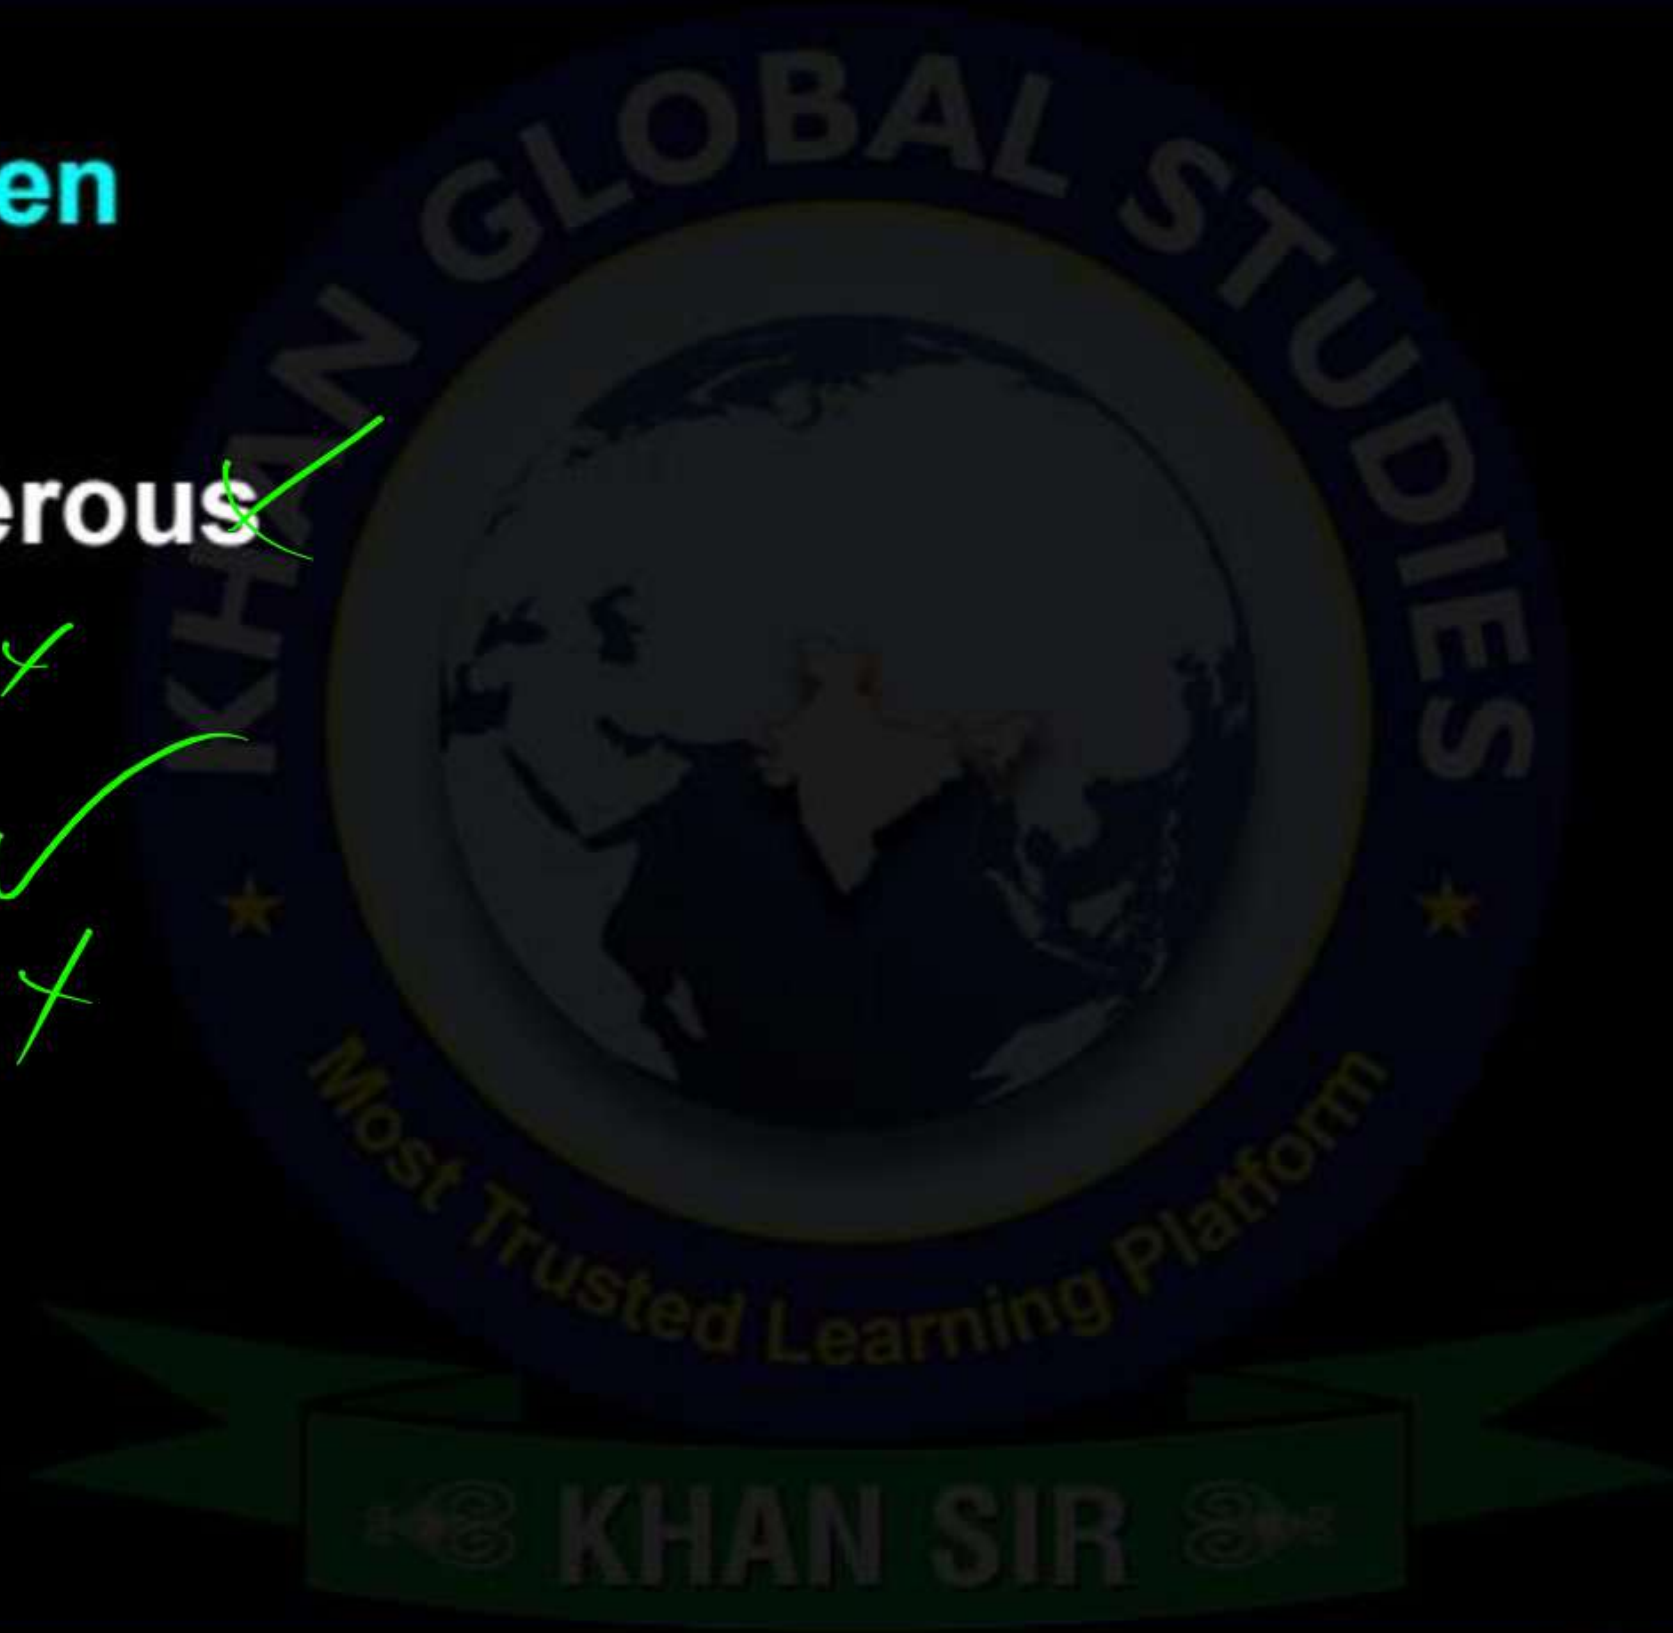 en
erous
KHAN GLOBAL STUDIES
Most Trusted Learning Platform
KHAN SIR